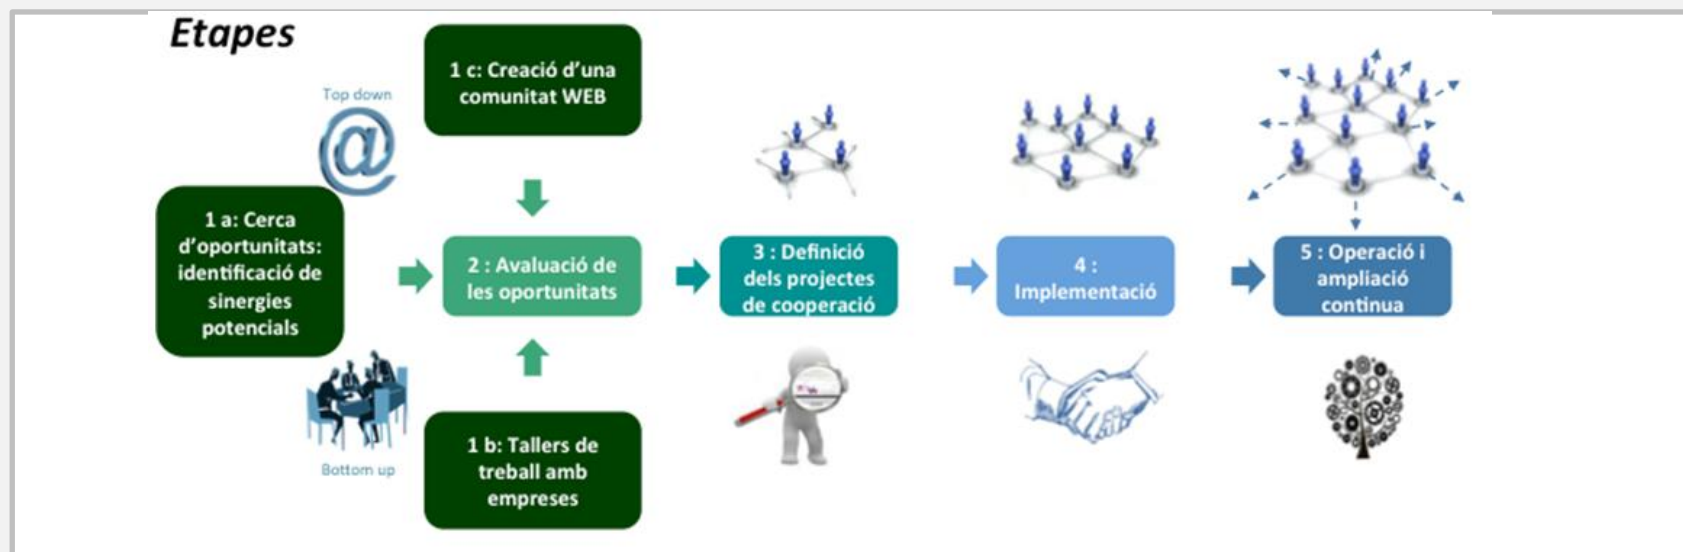 Etapes
1 c: Creació d'una
comunitat WEB
Top down
1 a: Cerca
d'oportunitats:
identificació de
sinergies
potencials
2 : Avaluació de
les oportunitats
3 : Definició
dels projectes
de cooperació
4 :
Implementació
5 : Operació i
ampliació
contínua
Bottom up
1 b: Tallers de
treball amb
empreses